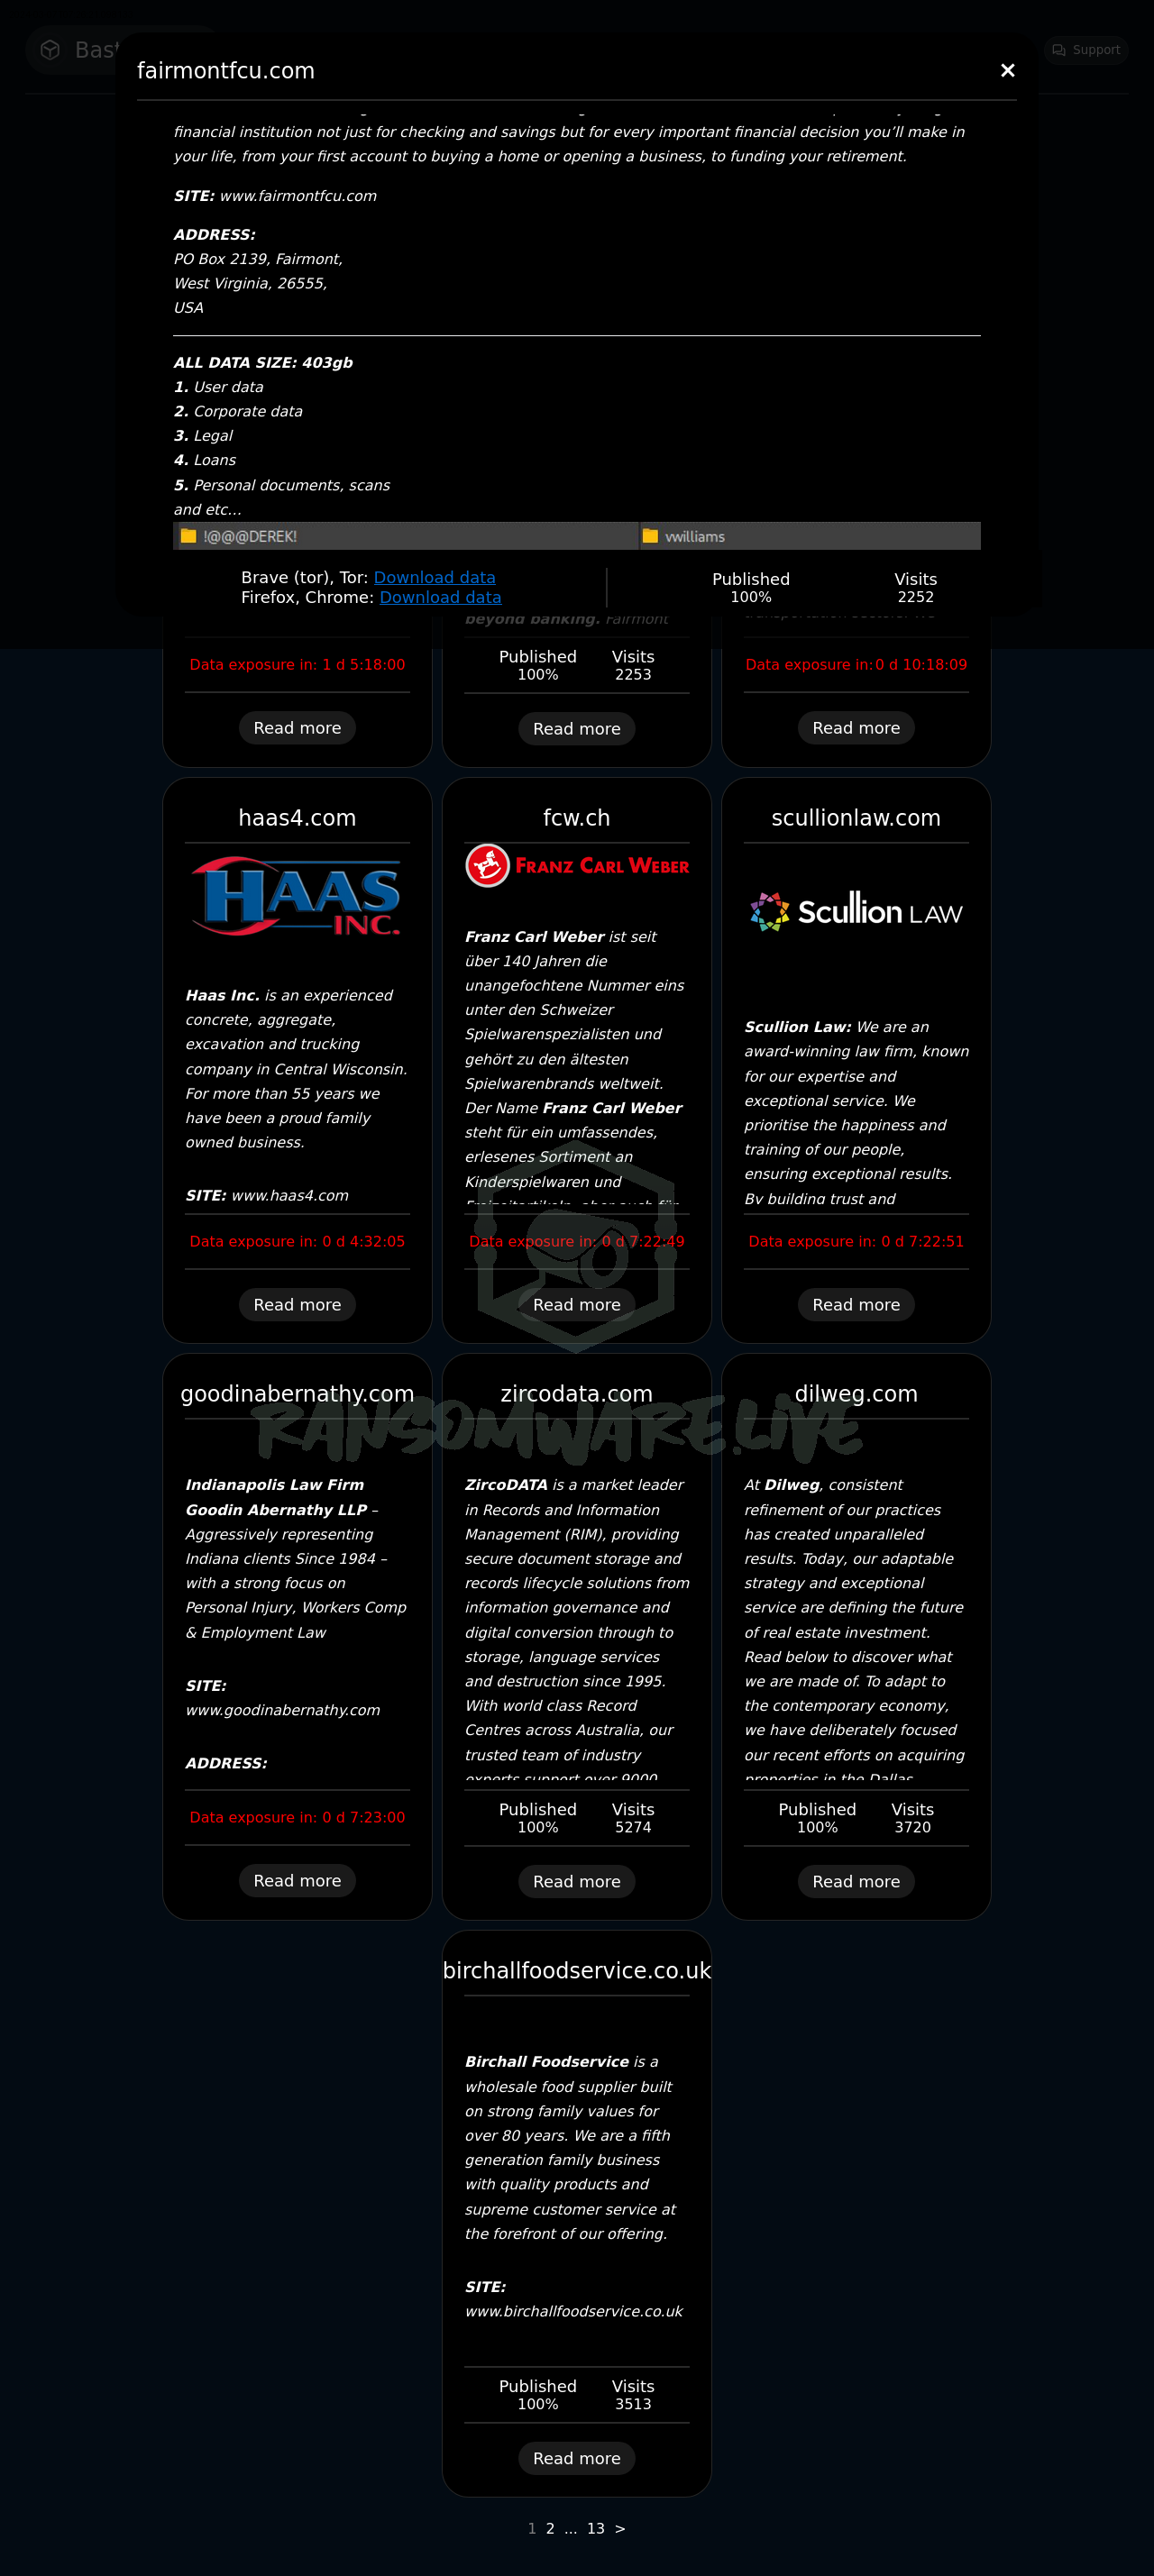 Bast
Support
fairmontfcu.com
×
financial institution not just for checking and savings but for every important financial decision you’ll make in
your life, from your first account to buying a home or opening a business, to funding your retirement.
SITE: www.fairmontfcu.com
ADDRESS:
PO Box 2139, Fairmont,
West Virginia, 26555,
USA
ALL DATA SIZE: 403gb
1. User data
2. Corporate data
3. Legal
4. Loans
5. Personal documents, scans
and etc...
!@@@DEREK!
vwilliams
Brave (tor), Tor: Download data
Firefox, Chrome: Download data
Published
100%
Visits
2252
Data exposure in: 1 d 5:18:00
Read more
beyond banking. Fairmont
Published
100%
Visits
2253
Read more
Data exposure in: 0 d 10:18:09
Read more
haas4.com
HAAS
INC.
Haas Inc. is an experienced
concrete, aggregate,
excavation and trucking
company in Central Wisconsin.
For more than 55 years we
have been a proud family
owned business.
SITE: www.haas4.com
Data exposure in: 0 d 4:32:05
Read more
fcw.ch
FRANZ CARL WEBER
Franz Carl Weber ist seit
über 140 Jahren die
unangefochtene Nummer eins
unter den Schweizer
Spielwarenspezialisten und
gehört zu den ältesten
Spielwarenbrands weltweit.
Der Name Franz Carl Weber
steht für ein umfassendes,
erlesenes Sortiment an
Kinderspielwaren und
Freizeitartikeln, aber auch für
Data exposure in: 0 d 7:22:49
Read more
scullionlaw.com
Scullion LAW
Scullion Law: We are an
award-winning law firm, known
for our expertise and
exceptional service. We
prioritise the happiness and
training of our people,
ensuring exceptional results.
By building trust and
Data exposure in: 0 d 7:22:51
Read more
RANSOMWARE.LIVE
goodinabernathy.com
Indianapolis Law Firm
Goodin Abernathy LLP –
Aggressively representing
Indiana clients Since 1984 –
with a strong focus on
Personal Injury, Workers Comp
& Employment Law
SITE:
www.goodinabernathy.com
ADDRESS:
Data exposure in: 0 d 7:23:00
Read more
zircodata.com
ZircoDATA is a market leader
in Records and Information
Management (RIM), providing
secure document storage and
records lifecycle solutions from
information governance and
digital conversion through to
storage, language services
and destruction since 1995.
With world class Record
Centres across Australia, our
trusted team of industry
experts support over 9000
Published
100%
Visits
5274
Read more
dilweg.com
At Dilweg, consistent
refinement of our practices
has created unparalleled
results. Today, our adaptable
strategy and exceptional
service are defining the future
of real estate investment.
Read below to discover what
we are made of. To adapt to
the contemporary economy,
we have deliberately focused
our recent efforts on acquiring
properties in the Dallas
Published
100%
Visits
3720
Read more
birchallfoodservice.co.uk
Birchall Foodservice is a
wholesale food supplier built
on strong family values for
over 80 years. We are a fifth
generation family business
with quality products and
supreme customer service at
the forefront of our offering.
SITE:
www.birchallfoodservice.co.uk
Published
100%
Visits
3513
Read more
1 2 ... 13 >